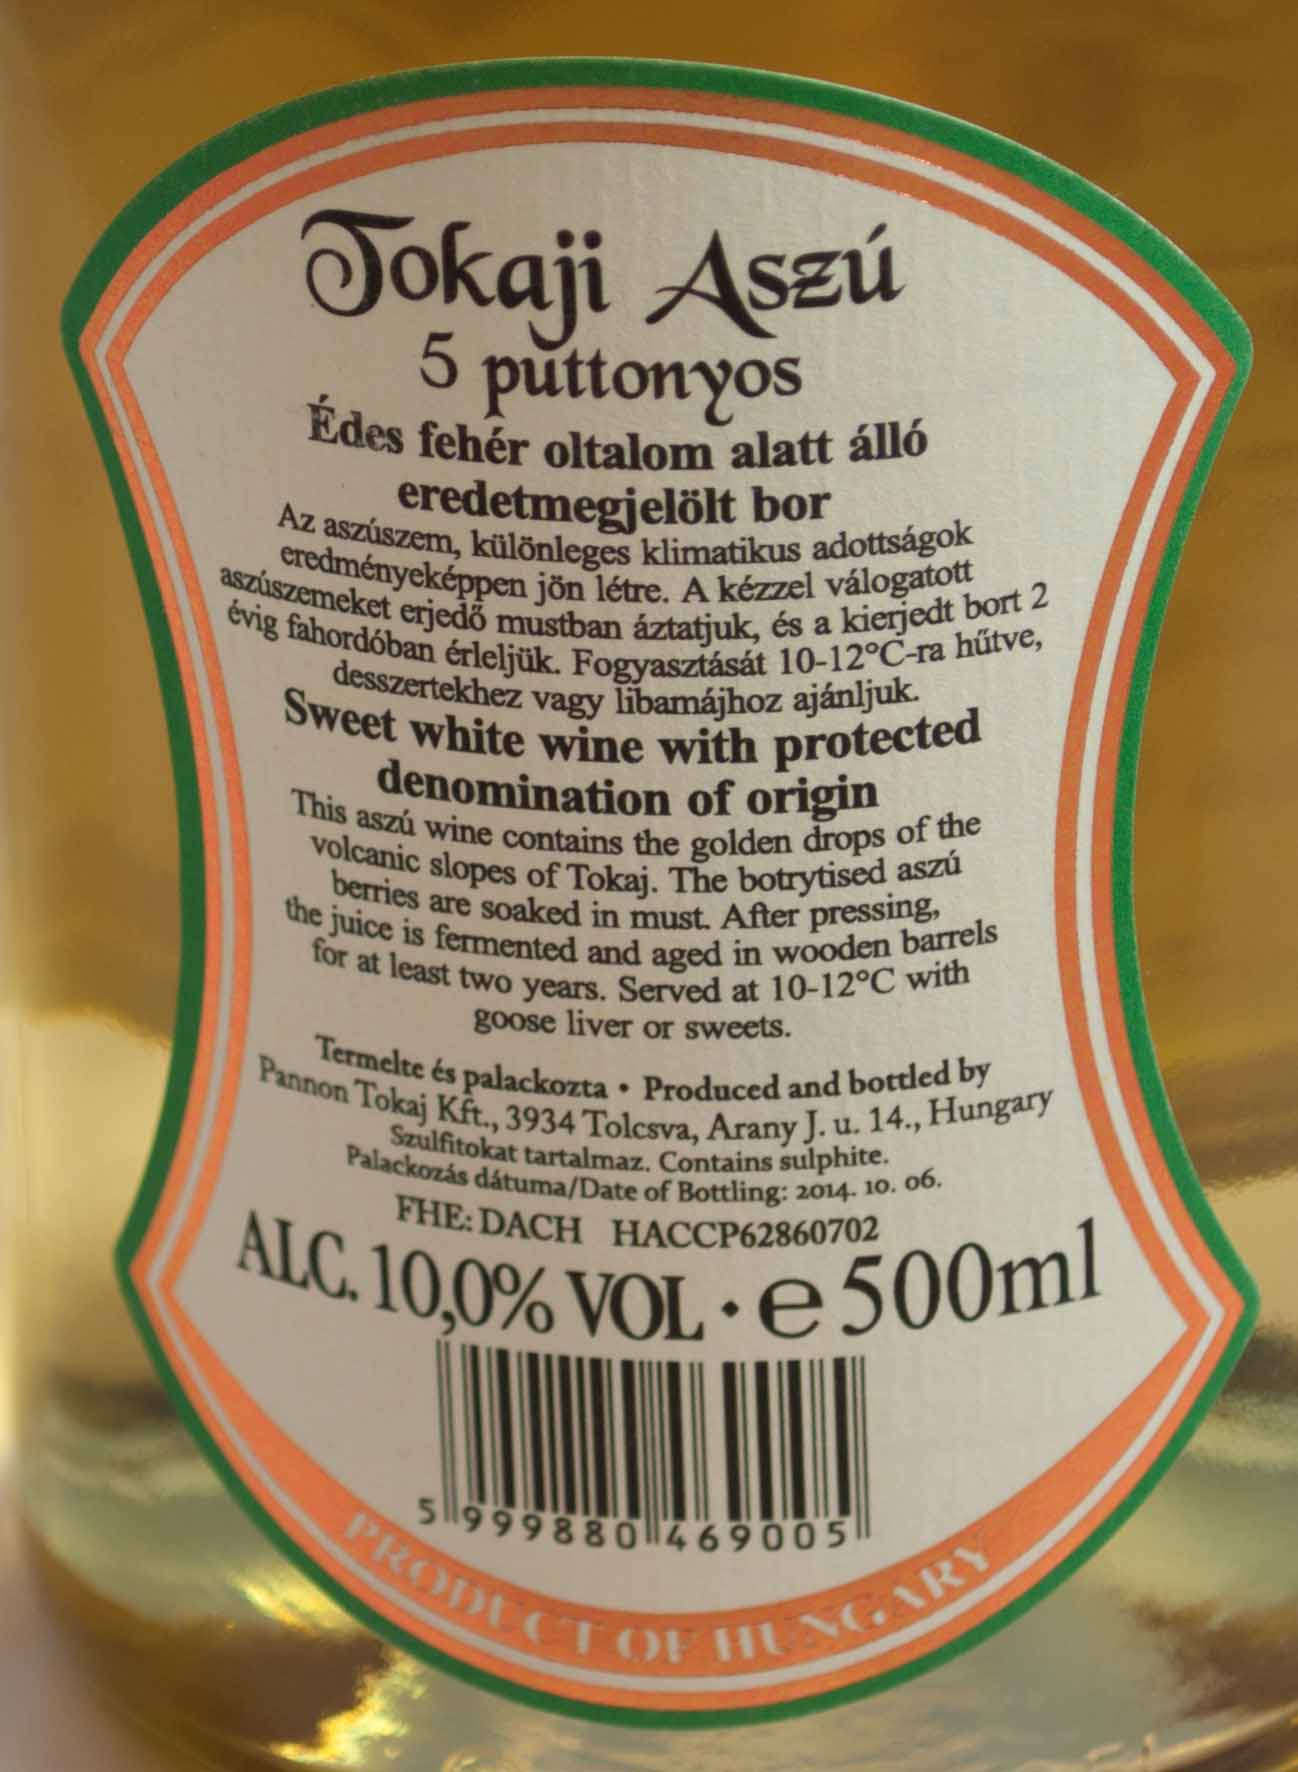 Tokaji Aszú
5 puttonyos
Édes fehér oltalom alatt álló
eredetmegjelölt bor
Az aszúszem, különleges klimatikus adottságok
eredményeképpen jön létre. A kézzel válogatott
aszúszemeket erjedő mustban áztatjuk, és a kierjedt bort 2
évig fahordóban érleljük. Fogyasztását 10-12°C-ra hűtve,
desszertekhez vagy libamájhoz ajánljuk.
Sweet white wine with protected
denomination of origin
This aszú wine contains the golden drops of the
volcanic slopes of Tokaj. The botrytised aszú
berries are soaked in must. After pressing,
the juice is fermented and aged in wooden barrels
for at least two years. Served at 10-12°C with
goose liver or sweets.
Termelte és palackozta • Produced and bottled by
Pannon Tokaj Kft., 3934 Tolcsva, Arany J. u. 14., Hungary
Szulfitokat tartalmaz. Contains sulphite.
Palackozás dátuma/Date of Bottling: 2014. 10. 06.
FHE: DACH HACCP62860702
ALC. 10,0% VOL · e 500ml
5 999880 469005
PRODUCT OF HUNGARY